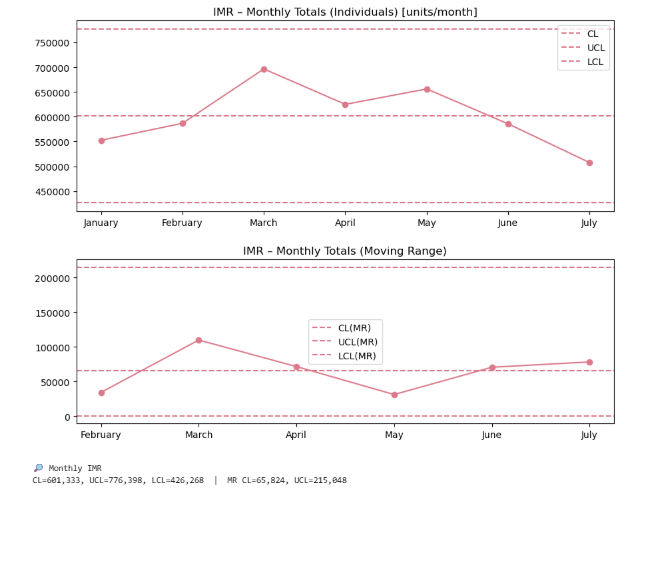 IMR – Monthly Totals (Individuals) [units/month]
CL
UCL
LCL
750000
700000
650000
600000
550000
500000
450000
January February March April May June July
IMR – Monthly Totals (Moving Range)
CL(MR)
UCL(MR)
LCL(MR)
200000
150000
100000
50000
0
February March April May June July
🔎 Monthly IMR
CL=601,333, UCL=776,398, LCL=426,268 | MR CL=65,824, UCL=215,048